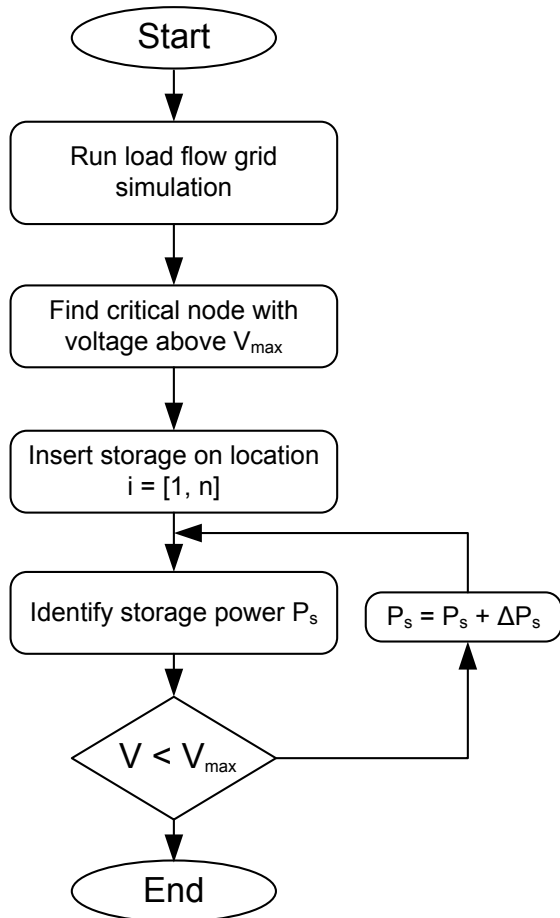 Start
Run load flow grid
simulation
Find critical node with
voltage above Vmax
Insert storage on location
i = [1, n]
Identify storage power Ps
Ps = Ps + ΔPs
V < Vmax
End